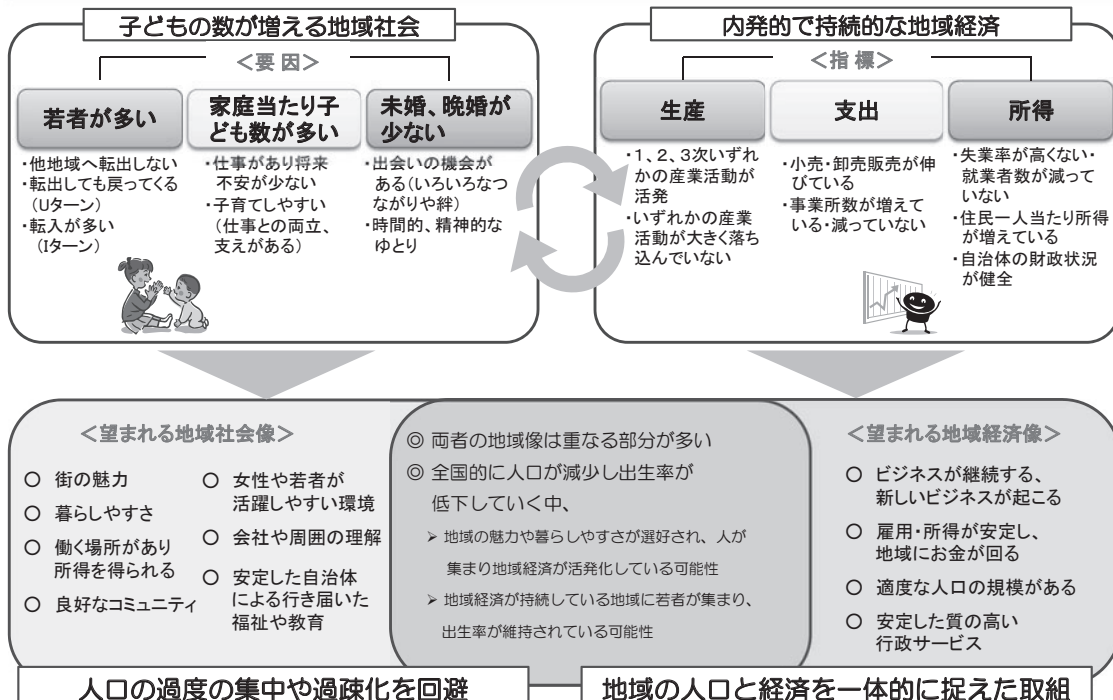 子どもの数が増える地域社会
＜要 因＞
若者が多い
・他地域へ転出しない
・転出しても戻ってくる
（Uターン）
・転入が多い
（Iターン）
家庭当たり子
ども数が多い
・仕事があり将来
不安が少ない
・子育てしやすい
（仕事との両立、
支えがある）
未婚、晩婚が
少ない
・出会いの機会が
ある（いろいろなつ
ながりや絆）
・時間的、精神的な
ゆとり
内発的で持続的な地域経済
＜指 標＞
生産
・1、2、3次いずれ
かの産業活動が
活発
・いずれかの産業
活動が大きく落ち
込んでいない
支出
・小売・卸売販売が伸
びている
・事業所数が増えて
いる・減っていない
所得
・失業率が高くない・
就業者数が減って
いない
・住民一人当たり所得
が増えている
・自治体の財政状況
が健全
＜望まれる地域社会像＞
○ 街の魅力
○ 暮らしやすさ
○ 働く場所があり
所得を得られる
○ 良好なコミュニティ
○ 女性や若者が
活躍しやすい環境
○ 会社や周囲の理解
○ 安定した自治体
による行き届いた
福祉や教育
◎ 両者の地域像は重なる部分が多い
◎ 全国的に人口が減少し出生率が
低下していく中、
➢ 地域の魅力や暮らしやすさが選好され、人が
集まり地域経済が活発化している可能性
➢ 地域経済が持続している地域に若者が集まり、
出生率が維持されている可能性
＜望まれる地域経済像＞
○ ビジネスが継続する、
新しいビジネスが起こる
○ 雇用・所得が安定し、
地域にお金が回る
○ 適度な人口の規模がある
○ 安定した質の高い
行政サービス
人口の過度の集中や過疎化を回避
地域の人口と経済を一体的に捉えた取組